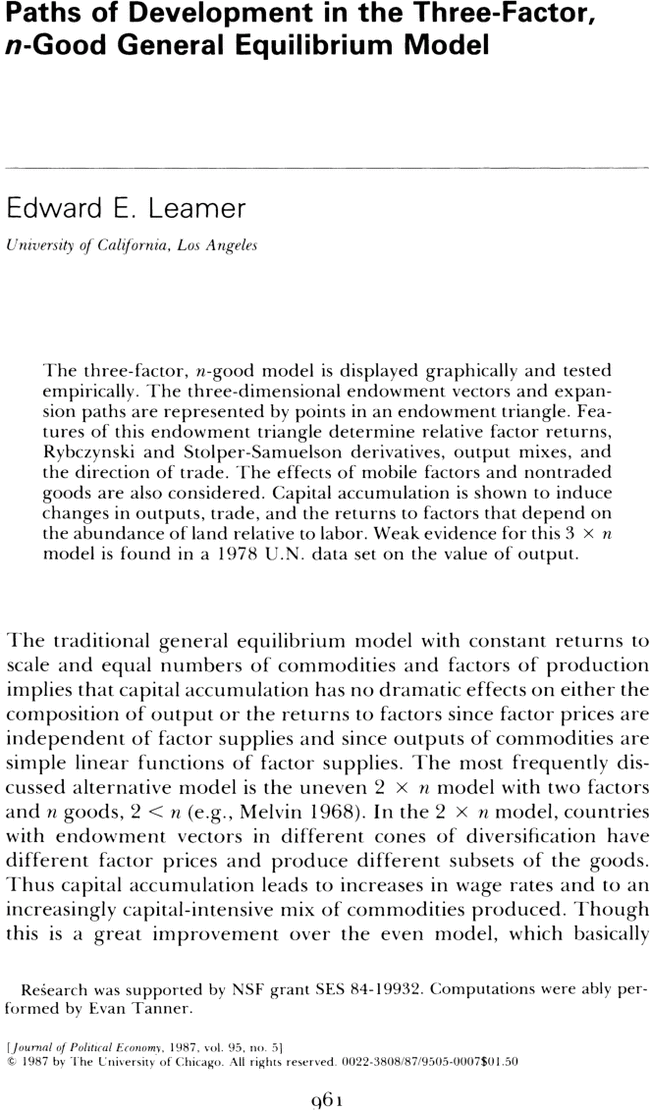 Paths of Development in the Three-Factor,
n-Good General Equilibrium Model
Edward E. Leamer
University of California, Los Angeles
The three-factor, n-good model is displayed graphically and tested
empirically. The three-dimensional endowment vectors and expan-
sion paths are represented by points in an endowment triangle. Fea-
tures of this endowment triangle determine relative factor returns,
Rybczynski and Stolper-Samuelson derivatives, output mixes, and
the direction of trade. The effects of mobile factors and nontraded
goods are also considered. Capital accumulation is shown to induce
changes in outputs, trade, and the returns to factors that depend on
the abundance of land relative to labor. Weak evidence for this 3 × n
model is found in a 1978 U.N. data set on the value of output.
The traditional general equilibrium model with constant returns to
scale and equal numbers of commodities and factors of production
implies that capital accumulation has no dramatic effects on either the
composition of output or the returns to factors since factor prices are
independent of factor supplies and since outputs of commodities are
simple linear functions of factor supplies. The most frequently dis-
cussed alternative model is the uneven 2 × n model with two factors
and n goods, 2 < n (e.g., Melvin 1968). In the 2 × n model, countries
with endowment vectors in different cones of diversification have
different factor prices and produce different subsets of the goods.
Thus capital accumulation leads to increases in wage rates and to an
increasingly capital-intensive mix of commodities produced. Though
this is a great improvement over the even model, which basically
Research was supported by NSF grant SES 84-19932. Computations were ably per-
formed by Evan Tanner.
[Journal of Political Economy, 1987, vol. 95, no. 5]
© 1987 by The University of Chicago. All rights reserved. 0022-3808/87/9505-0007$01.50
961